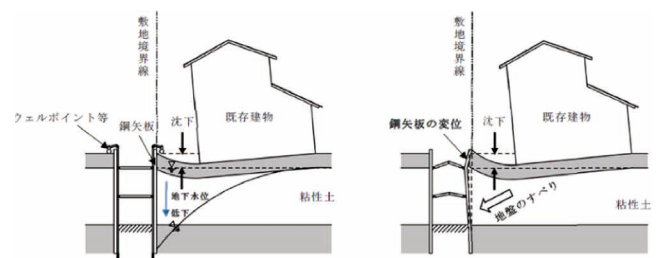 敷地境界線
ウェルポイント等
鋼矢板
沈下
既存建物
地下水位
低下
粘性土
敷地境界線
鋼矢板の変位
沈下
既存建物
地盤のすべり
粘性土